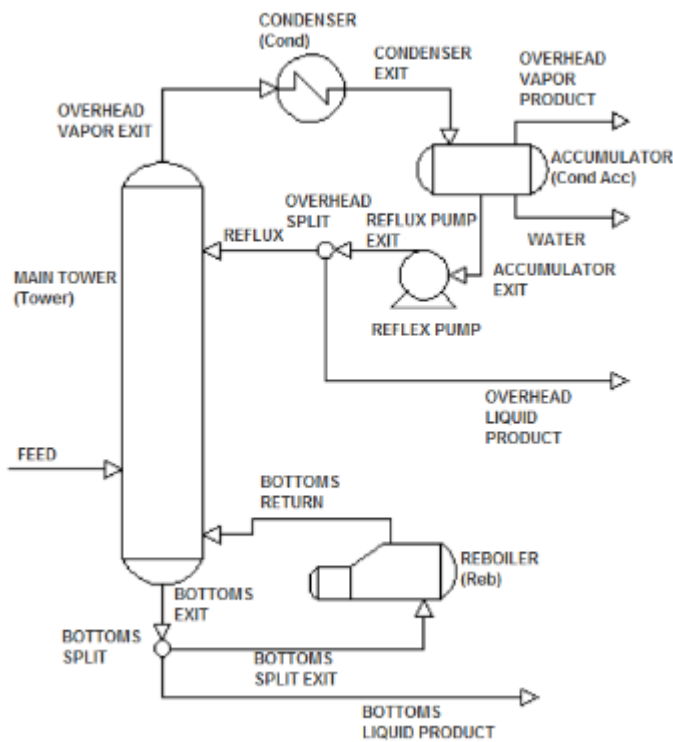 CONDENSER
(Cond)
CONDENSER
EXIT
OVERHEAD
VAPOR
PRODUCT
OVERHEAD
VAPOR EXIT
ACCUMULATOR
(Cond Acc)
OVERHEAD
SPLIT
REFLUX PUMP
EXIT
REFLUX
WATER
MAIN TOWER
(Tower)
ACCUMULATOR
EXIT
REFLEX PUMP
OVERHEAD
LIQUID
PRODUCT
FEED
BOTTOMS
RETURN
REBOILER
(Reb)
BOTTOMS
EXIT
BOTTOMS
SPLIT
BOTTOMS
SPLIT EXIT
BOTTOMS
LIQUID PRODUCT